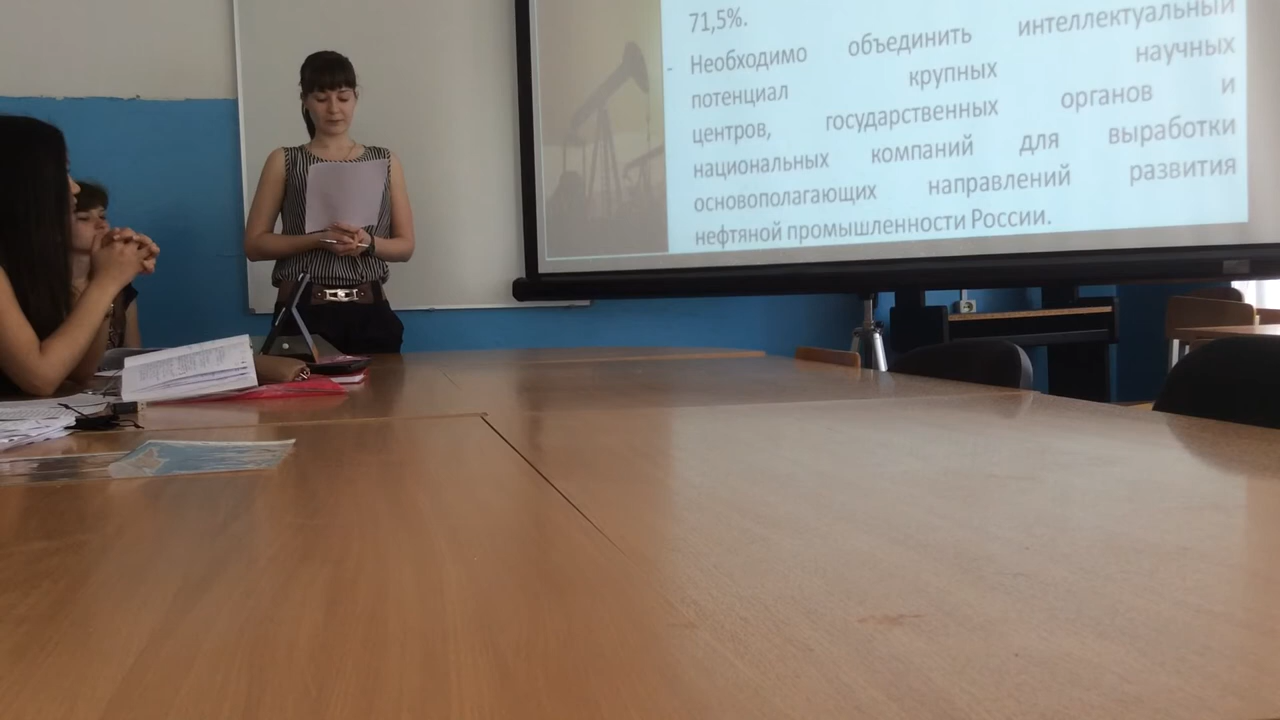 71,5%.
- Необходимо объединить интеллектуальный
потенциал крупных научных
центров, государственных органов и
национальных компаний для выработки
основополагающих направлений развития
нефтяной промышленности России.